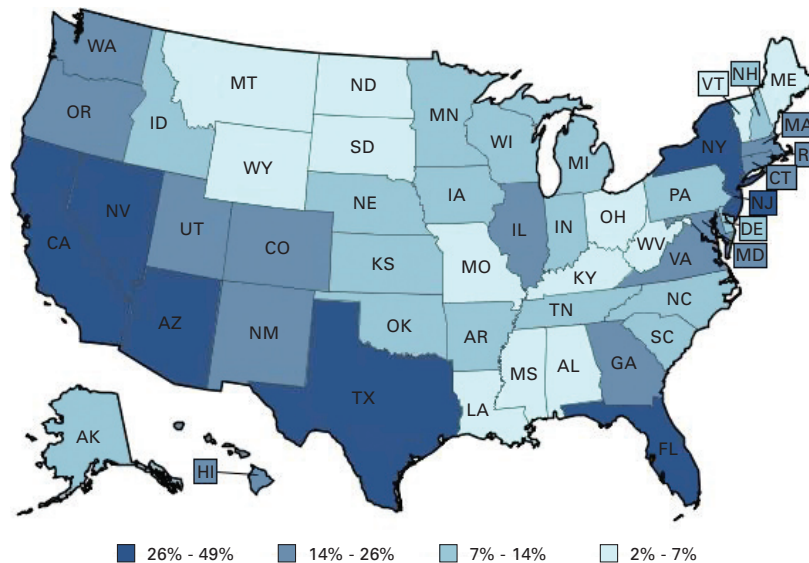 WA
MT
ND
MN
VT
NH
ME
OR
ID
SD
WI
MI
NY
MA
R
CT
WY
NE
IA
PA
NJ
NV
UT
CO
IL
IN
OH
DE
CA
KS
MO
WV
VA
MD
KY
NC
AZ
NM
OK
AR
TN
SC
TX
MS
AL
GA
LA
AK
FL
HI
26% - 49%
14% - 26%
7% - 14%
2% - 7%